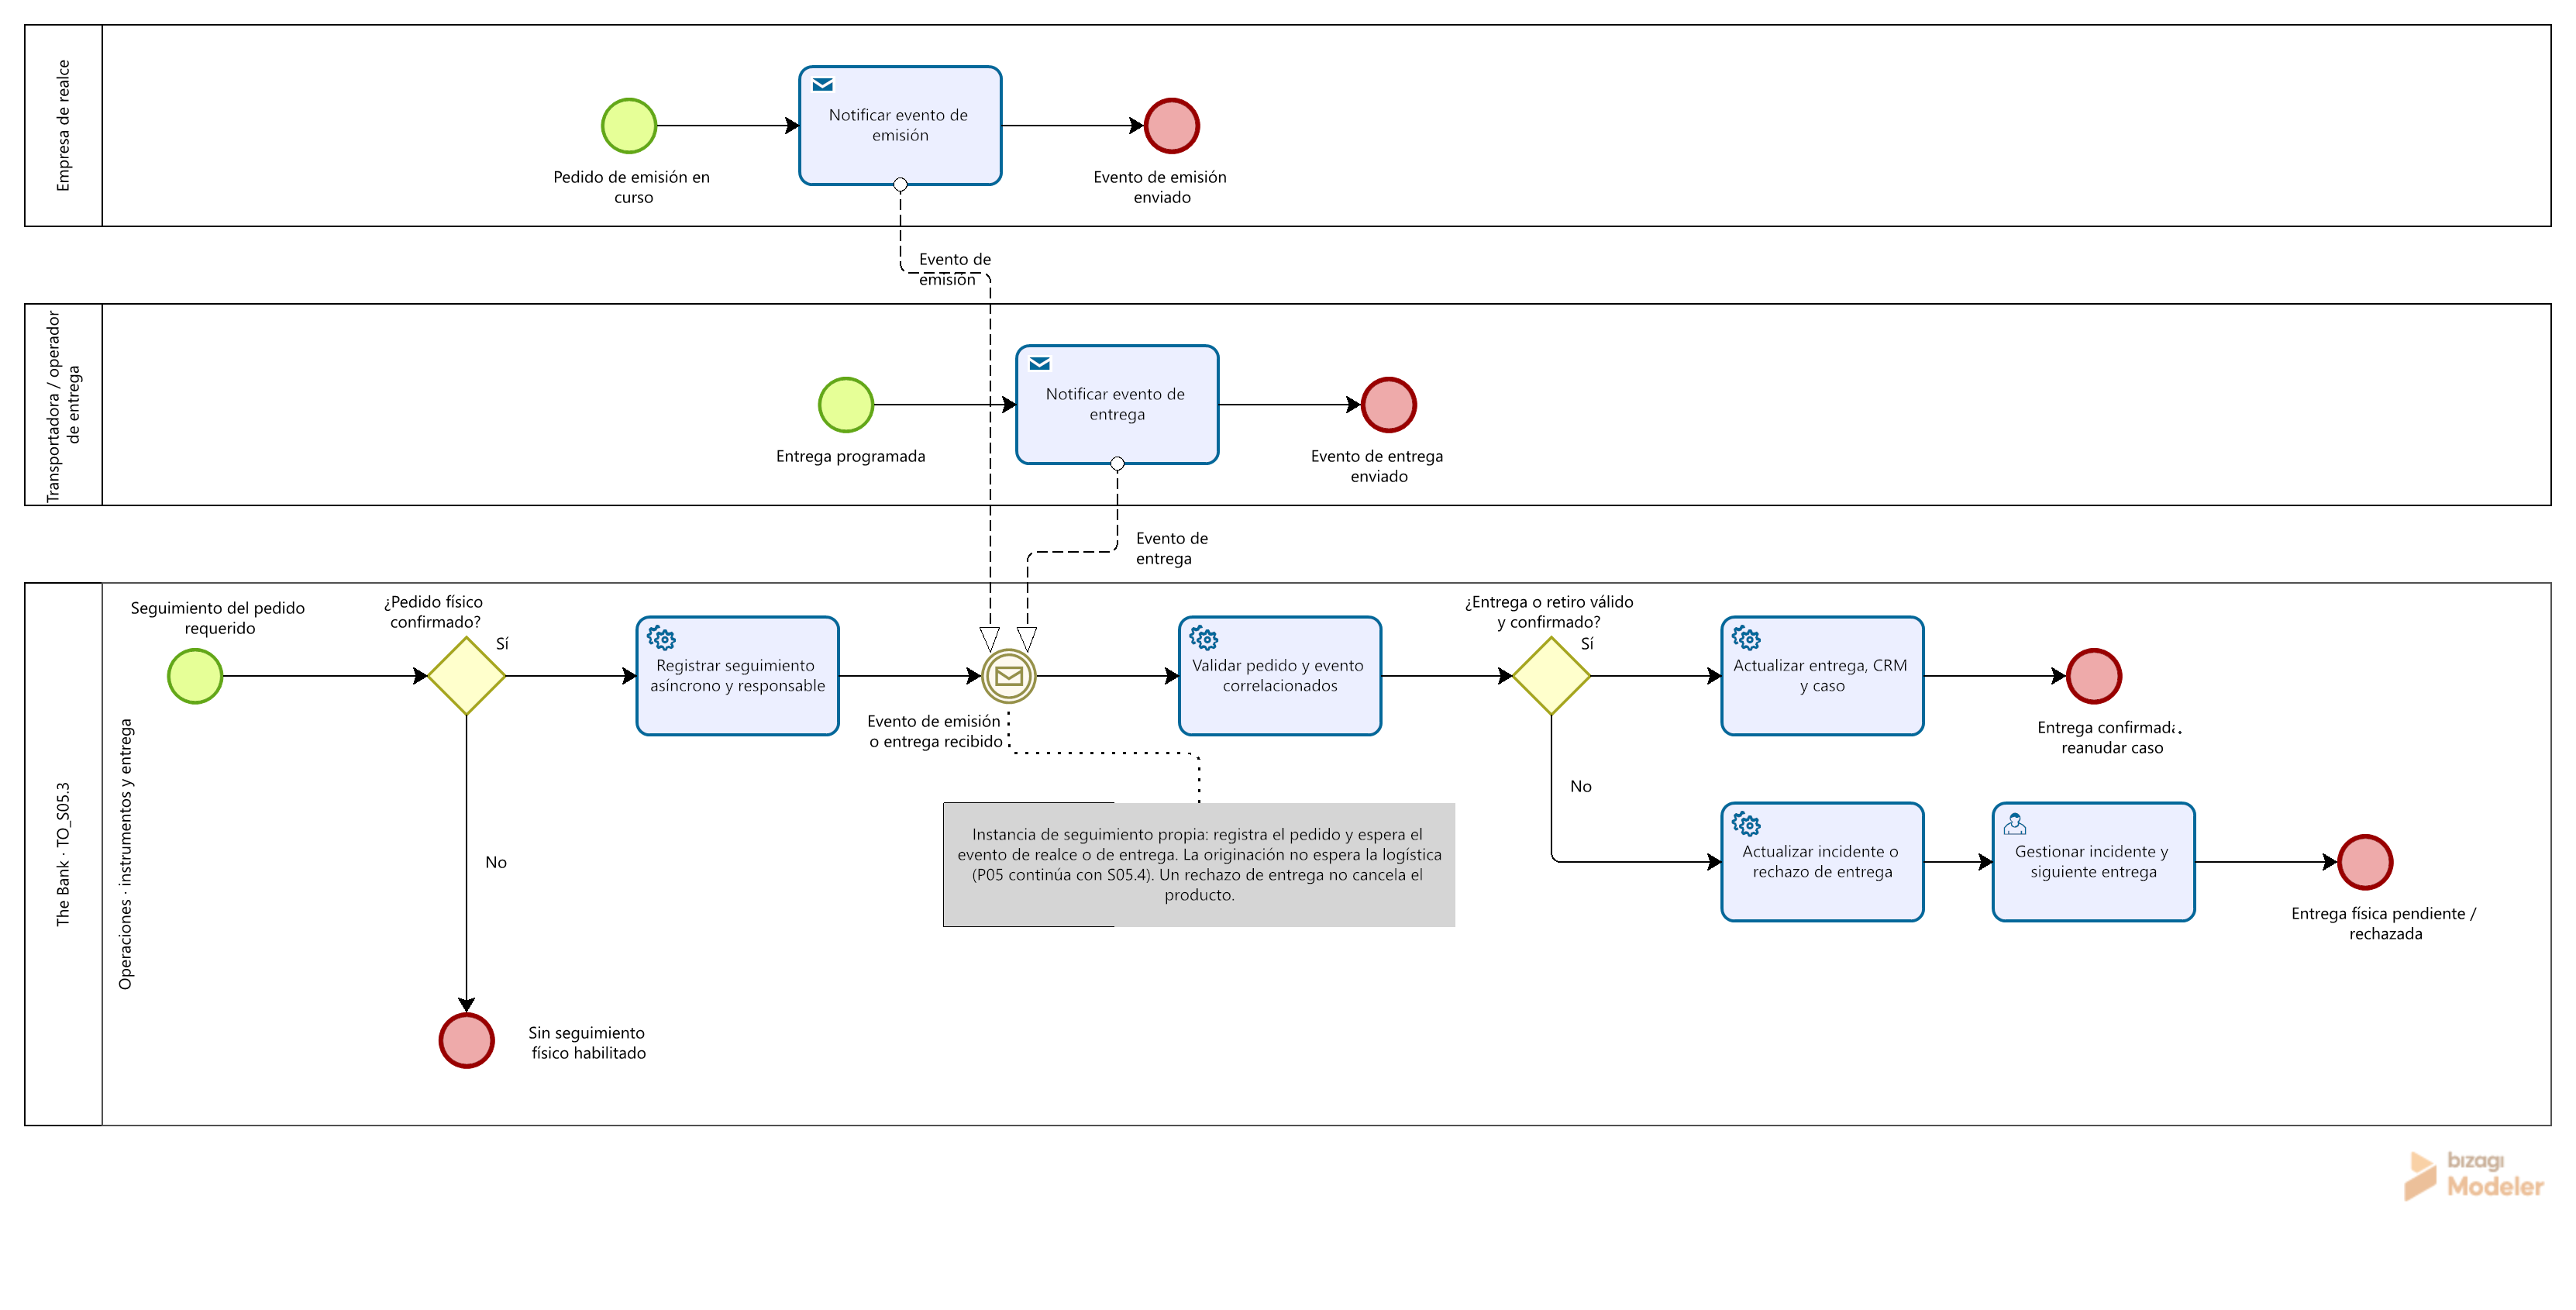 Empresa de realce
Notificar evento de
emisión
Pedido de emisión en
curso
Evento de emisión
enviado
Evento de
emisión
Transportadora / operador
de entrega
Notificar evento de
entrega
Entrega programada
Evento de entrega
enviado
Evento de
entrega
The Bank · TO_S05.3
Operaciones · instrumentos y entrega
Seguimiento del pedido
requerido
¿Pedido físico
confirmado?
Sí
No
Sin seguimiento
físico habilitado
Registrar seguimiento
asíncrono y responsable
Evento de emisión
o entrega recibido
Validar pedido y evento
correlacionados
¿Entrega o retiro válido
y confirmado?
Sí
No
Actualizar entrega, CRM
y caso
Entrega
reanudar caso
Instancia de seguimiento propia: registra el pedido y espera el
evento de realce o de entrega. La originación no espera la logística
(P05 continúa con S05.4). Un rechazo de entrega no cancela el
producto.
Actualizar incidente o
rechazo de entrega
Gestionar incidente y
siguiente entrega
Entrega física pendiente /
rechazada
bizagi
Modeler